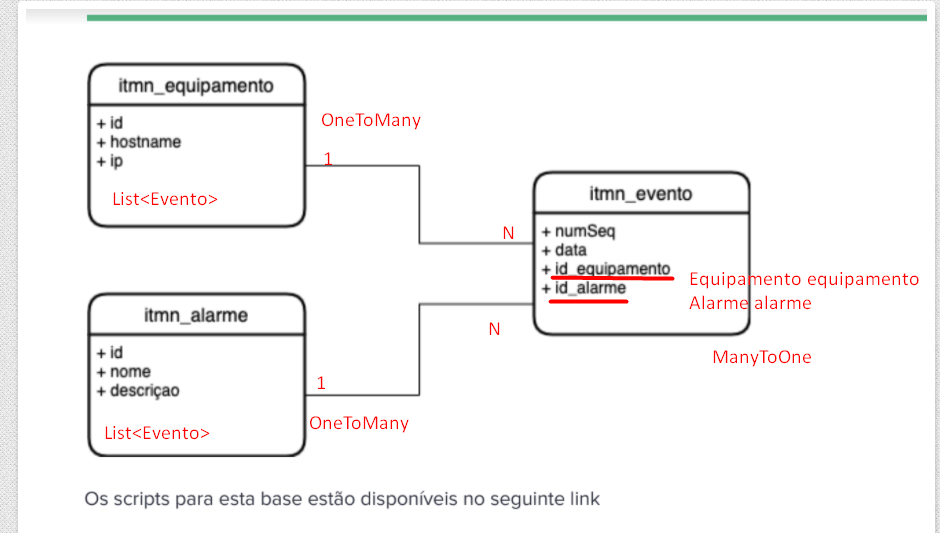 itmn_equipamento
+ id
+ hostname
+ ip
List<Evento>
OneToMany
1
N
itmn_evento
+ numSeq
+ data
+ id_equipamento
+ id_alarme
Equipamento equipamento
Alarme alarme
ManyToOne
itmn_alarme
+ id
+ nome
+ descriçao
List<Evento>
N
1
OneToMany
Os scripts para esta base estão disponíveis no seguinte link